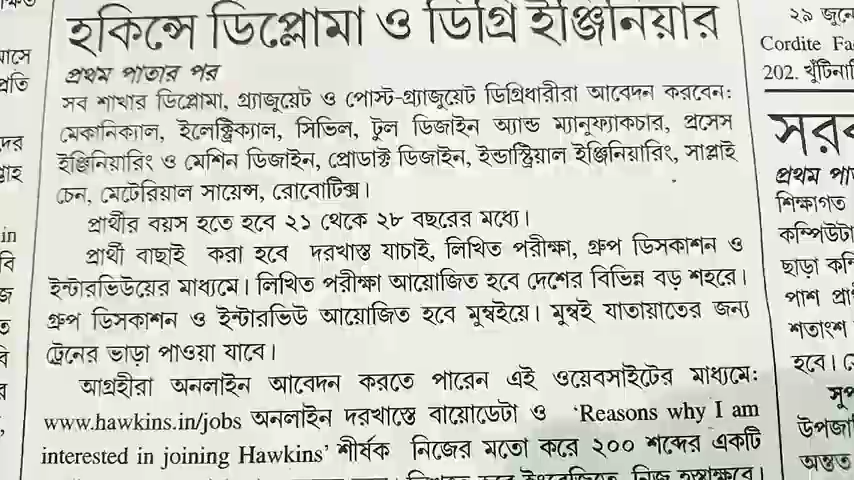 হকিন্সে ডিপ্লোমা ও ডিগ্রি ইঞ্জিনিয়ার
প্রথম পাতার পর
সব শাখার ডিপ্লোমা, গ্র্যাজুয়েট ও পোস্ট-গ্র্যাজুয়েট ডিগ্রিধারীরা আবেদন করবেন:
মেকানিক্যাল, ইলেক্ট্রিক্যাল, সিভিল, টুল ডিজাইন অ্যান্ড ম্যানুফ্যাকচার, প্রসেস
ইঞ্জিনিয়ারিং ও মেশিন ডিজাইন, প্রোডাক্ট ডিজাইন, ইন্ডাস্ট্রিয়াল ইঞ্জিনিয়ারিং, সাপ্লাই
চেন, মেটেরিয়াল সায়েন্স, রোবোটিক্স।
প্রার্থীর বয়স হতে হবে ২১ থেকে ২৮ বছরের মধ্যে।
প্রার্থী বাছাই করা হবে দরখাস্ত যাচাই, লিখিত পরীক্ষা, গ্রুপ ডিসকাশন ও
ইন্টারভিউয়ের মাধ্যমে। লিখিত পরীক্ষা আয়োজিত হবে দেশের বিভিন্ন বড় শহরে।
গ্রুপ ডিসকাশন ও ইন্টারভিউ আয়োজিত হবে মুম্বইয়ে। মুম্বই যাতায়াতের জন্য
ট্রেনের ভাড়া পাওয়া যাবে।
আগ্রহীরা অনলাইন আবেদন করতে পারেন এই ওয়েবসাইটের মাধ্যমে:
www.hawkins.in/jobs অনলাইন দরখাস্তে বায়োডেটা ও 'Reasons why I am
interested in joining Hawkins' শীর্ষক নিজের মতো করে ২০০ শব্দের একটি
২৯ জুনে
Cordite Fa
202. খুঁটিনাটি
প্রথম পা
শিক্ষাগত
কম্পিউটা
ছাড়া কম্পি
পাশ প্রা
শতাংশ
হবে।
সুপ
উপজা
অন্তত